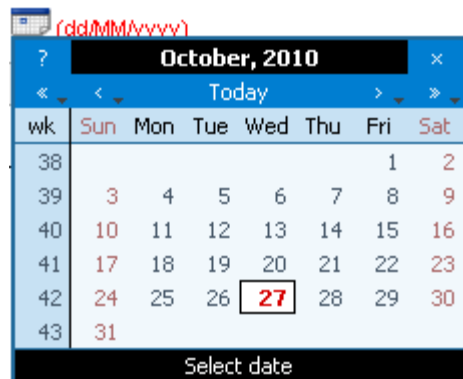 (dd/MM/yyyy)
? October, 2010 ×
« ‹ Today › »
wk Sun Mon Tue Wed Thu Fri Sat
38 1 2
39 3 4 5 6 7 8 9
40 10 11 12 13 14 15 16
41 17 18 19 20 21 22 23
42 24 25 26 27 28 29 30
43 31
Select date